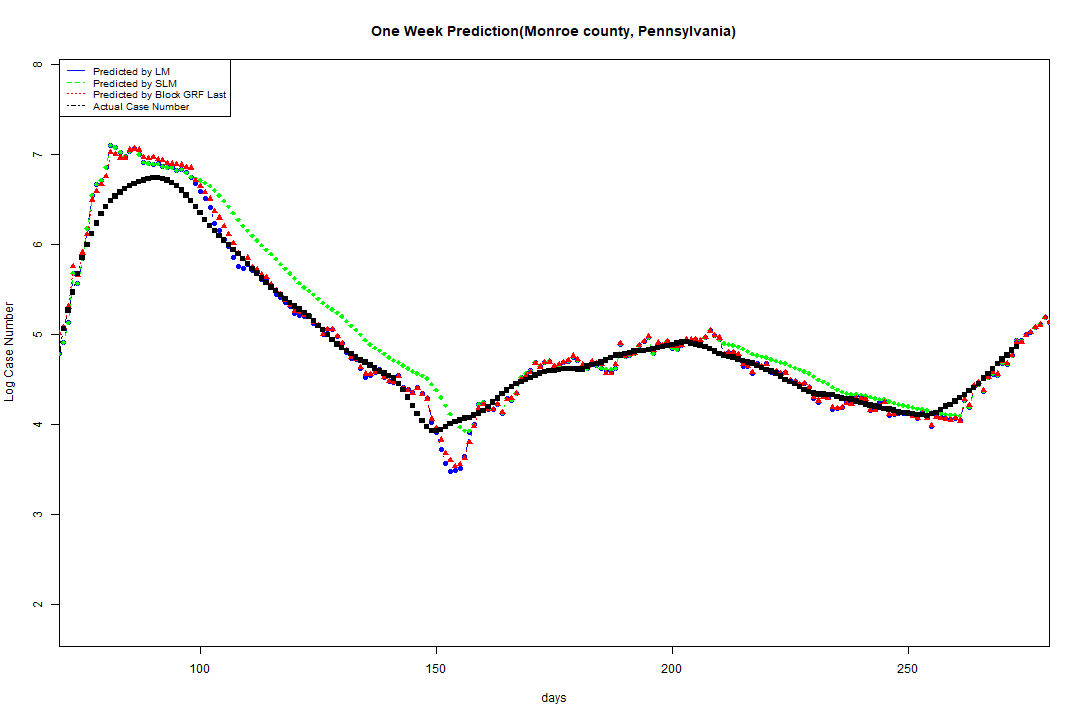 One Week Prediction(Monroe county, Pennsylvania)
Predicted by LM
Predicted by SLM
Predicted by Block GRF Last
Actual Case Number
8
7
6
5
4
3
2
Log Case Number
100
150
200
250
days